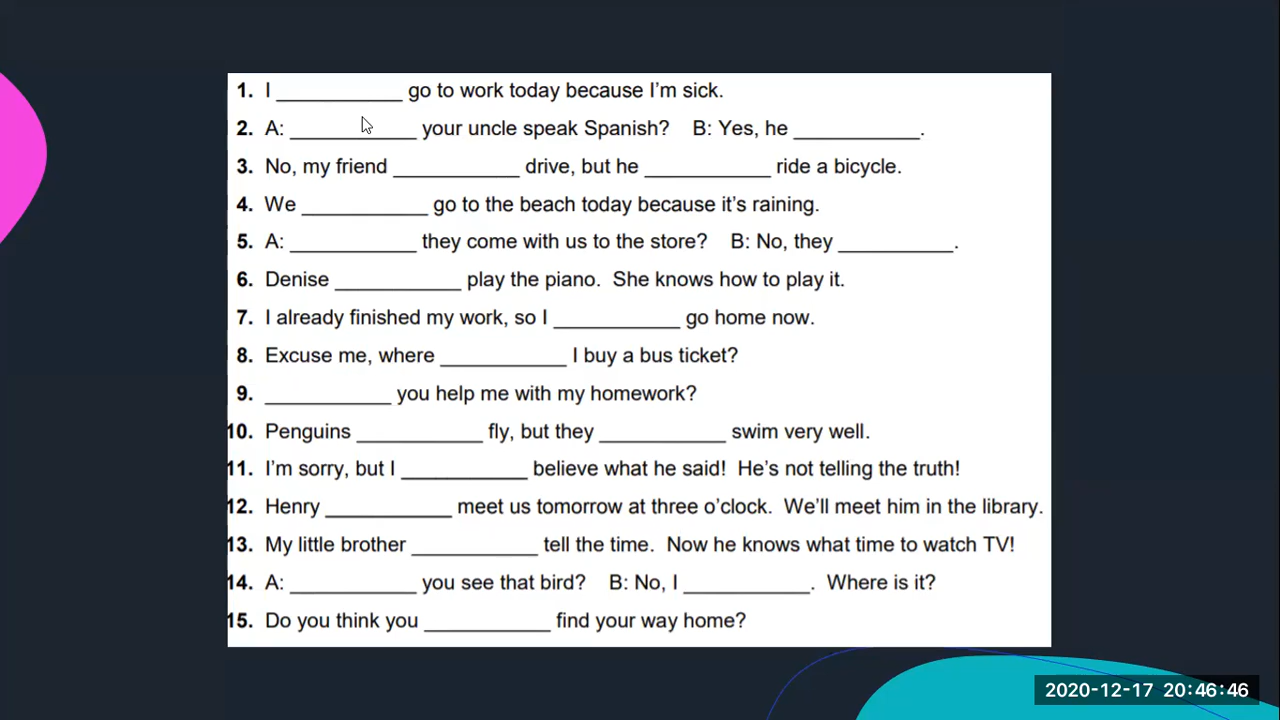 1. I ___________ go to work today because I'm sick.
2. A: ___________ your uncle speak Spanish? B: Yes, he ___________.
3. No, my friend ___________ drive, but he ___________ ride a bicycle.
4. We ___________ go to the beach today because it's raining.
5. A: ___________ they come with us to the store? B: No, they __________.
6. Denise ___________ play the piano. She knows how to play it.
7. I already finished my work, so I ___________ go home now.
8. Excuse me, where ___________ I buy a bus ticket?
9. ___________ you help me with my homework?
10. Penguins ___________ fly, but they ___________ swim very well.
11. I'm sorry, but I ___________ believe what he said! He's not telling the truth!
12. Henry ___________ meet us tomorrow at three o'clock. We'll meet him in the library.
13. My little brother ___________ tell the time. Now he knows what time to watch TV!
14. A: ___________ you see that bird? B: No, I ___________. Where is it?
15. Do you think you ___________ find your way home?
2020-12-17 20:46:46